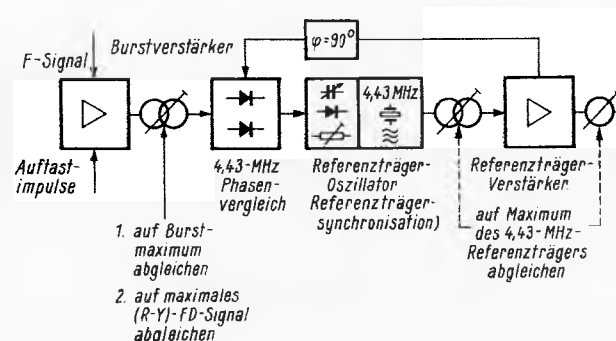 φ=90°
Burstverstärker
F-Signal
4,43 MHz
Auftast-
impulse
4,43-MHz
Phasen-
vergleich
Referenzträger-
Oszillator
Referenzträger-
synchronisation)
Referenzträger-
Verstärker
1. auf Burst-
maximum
abgleichen
2. auf maximales
(R-Y)-FD-Signal
abgleichen
auf Maximum
des 4,43-MHz-
Referenzträgers
abgleichen